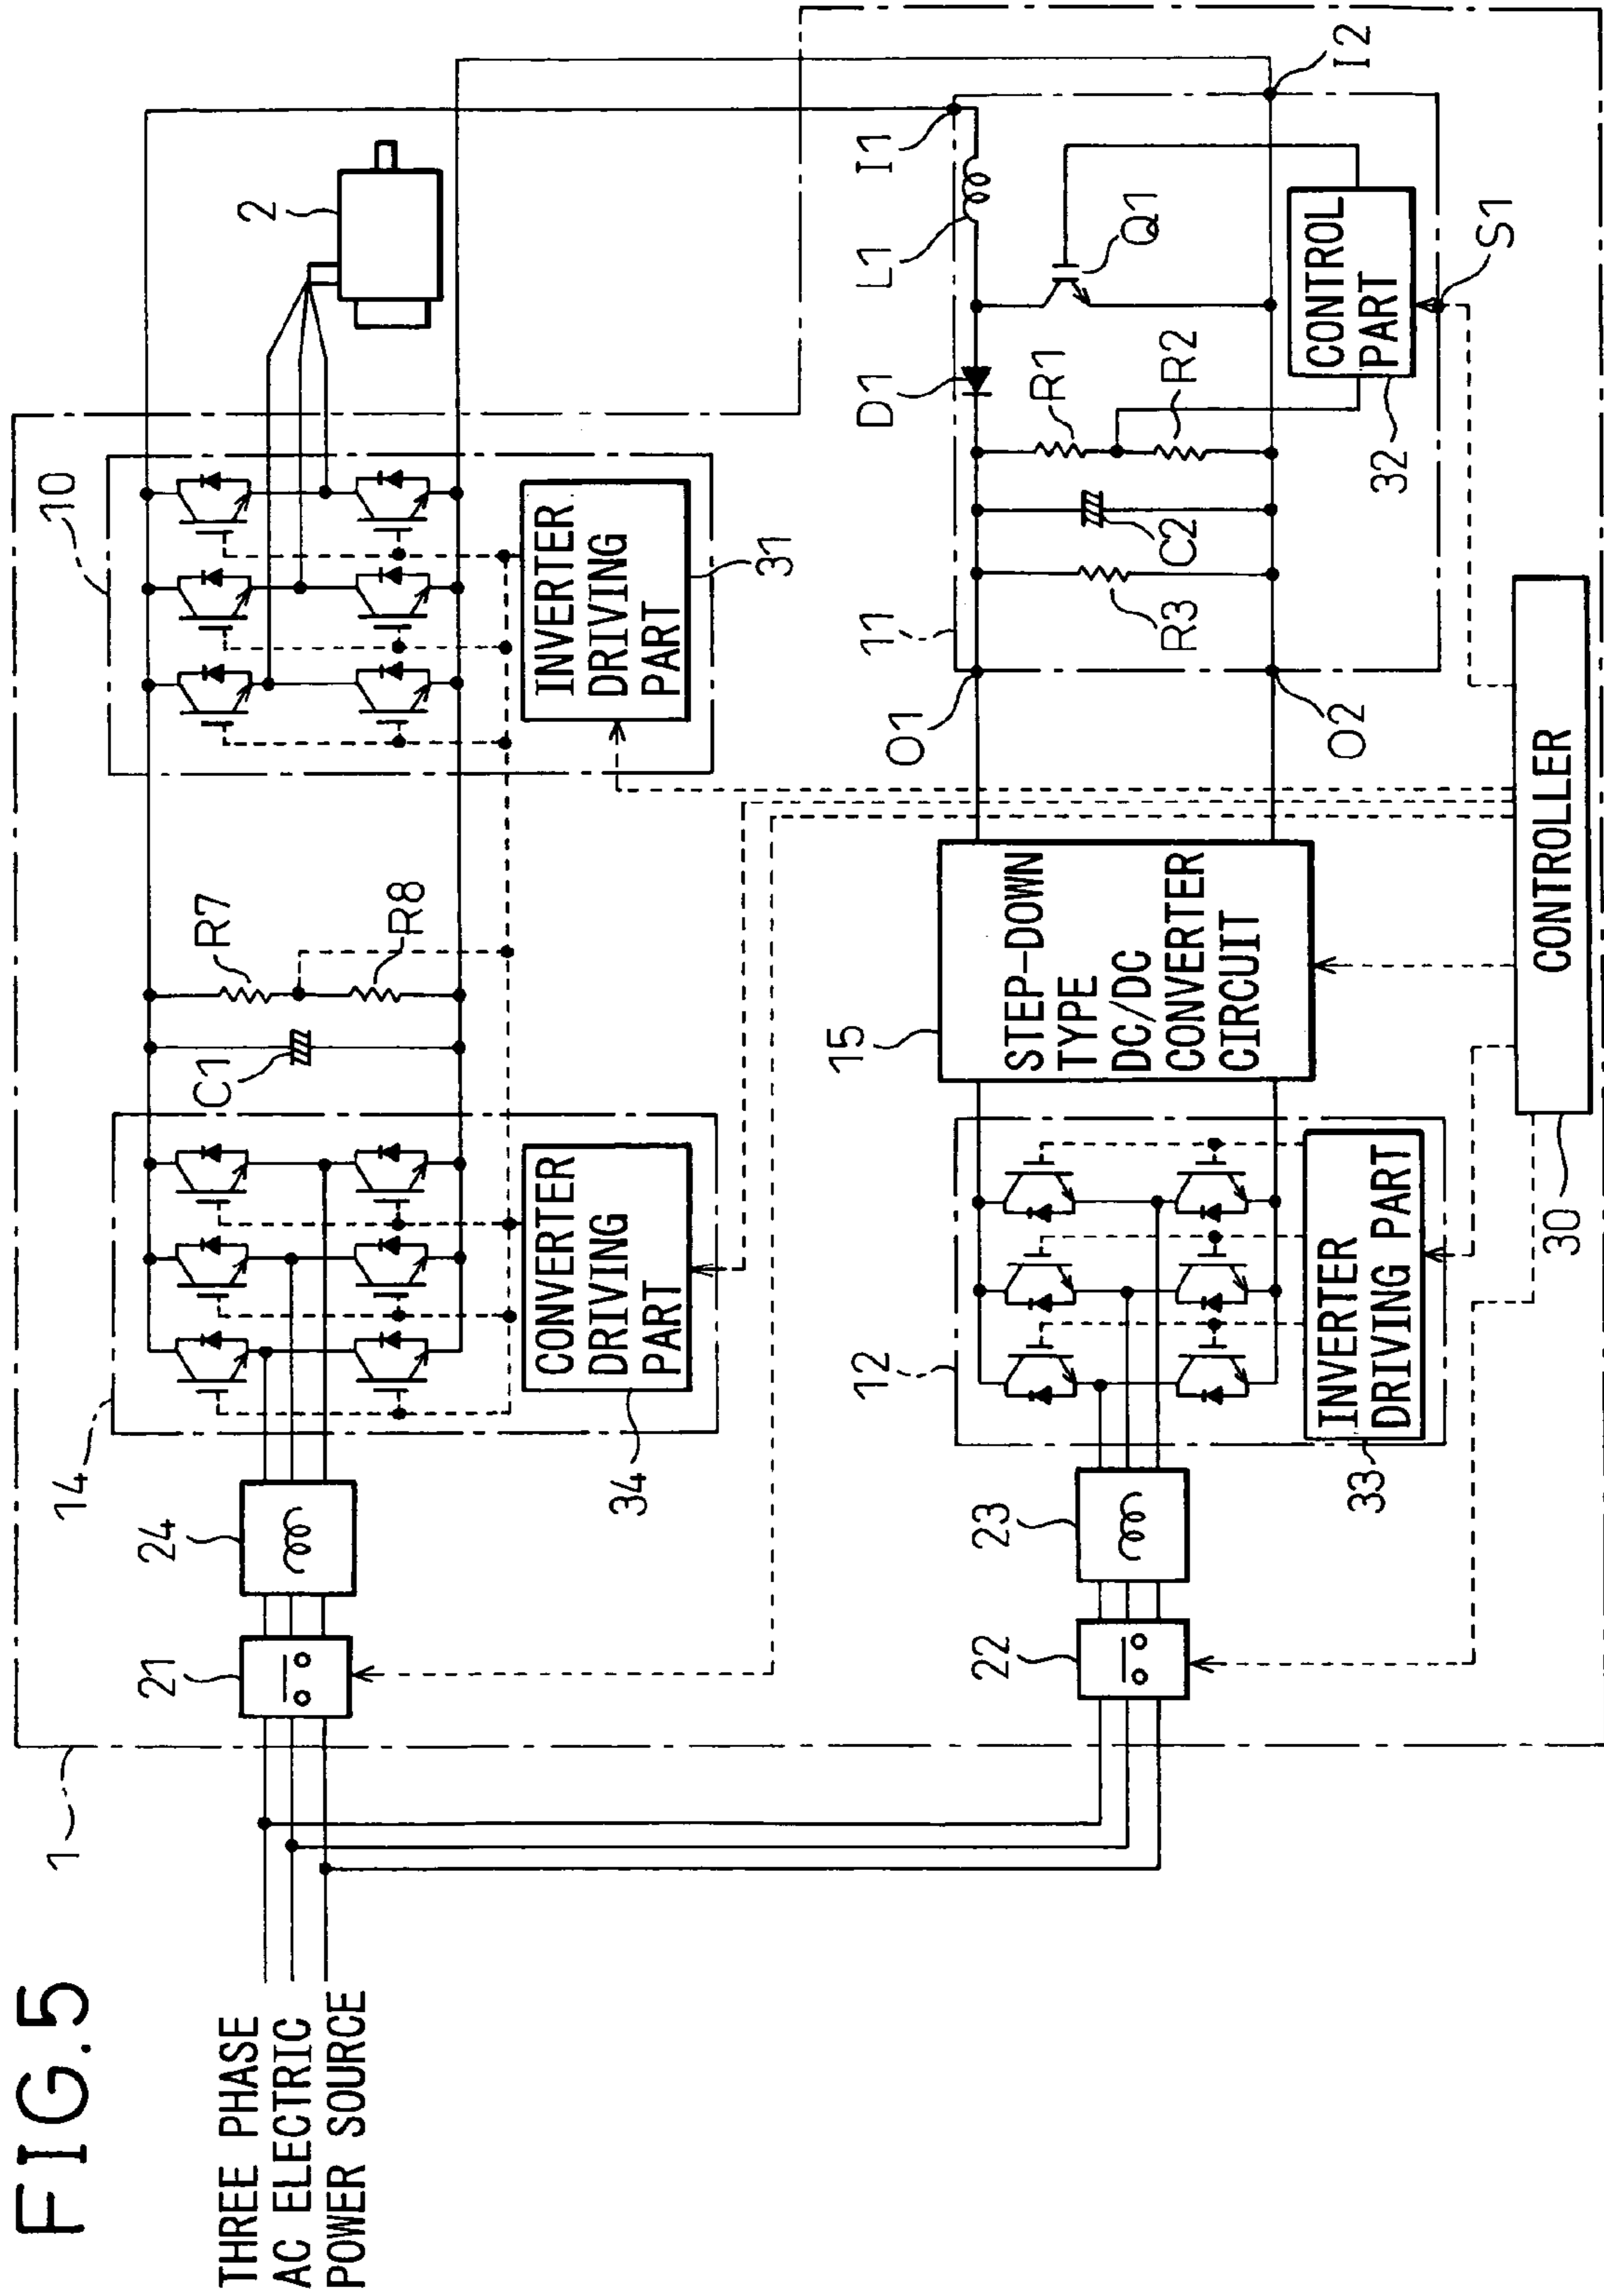 FIG.5
THREE PHASE
AC ELECTRIC
POWER SOURCE
1
21
24
14
CONVERTER
DRIVING
PART
34
C1
R7
R8
10
INVERTER
DRIVING
PART
31
2
22
23
12
INVERTER
DRIVING PART
33
15
STEP-DOWN
TYPE
DC/DC
CONVERTER
CIRCUIT
O1
O2
11
R3
C2
R1
R2
D1
L1
Q1
I1
I2
CONTROL
PART
32
S1
CONTROLLER
30